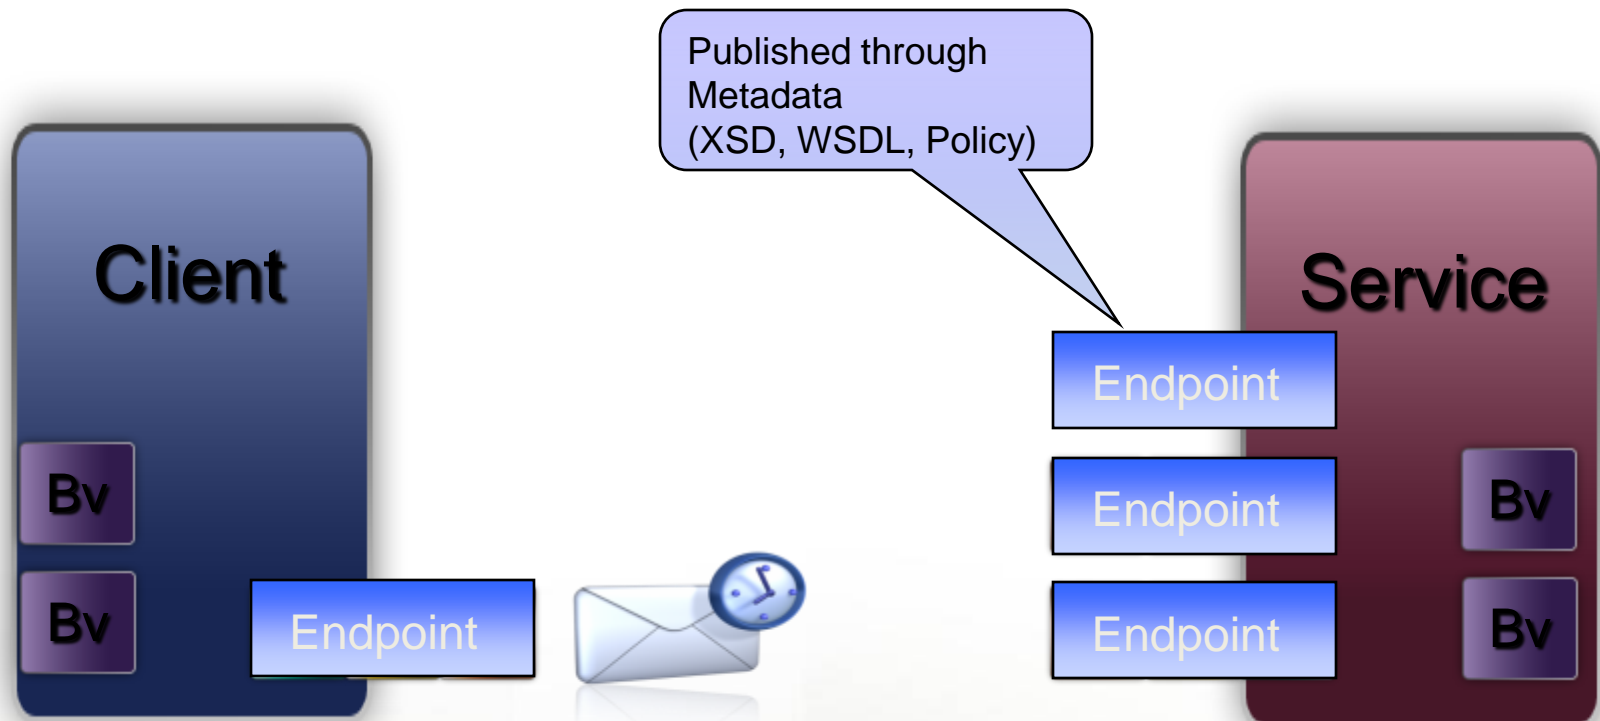 Published through
Metadata
(XSD, WSDL, Policy)
Client
Service
Endpoint
Bv
Endpoint
Bv
Bv
Endpoint
Endpoint
Bv